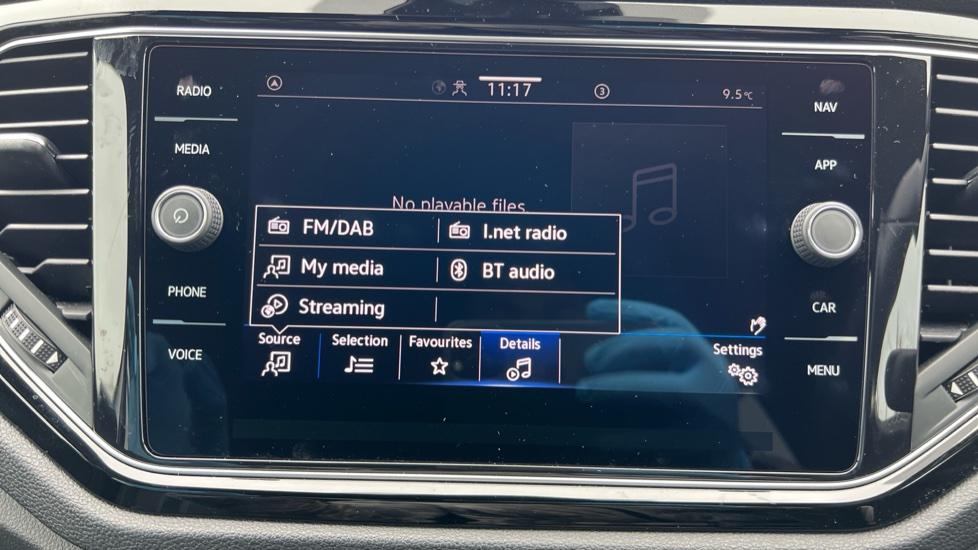 RADIO
MEDIA
PHONE
VOICE
11:17
3
9.5°C
No playable files
FM/DAB
I.net radio
My media
BT audio
Streaming
Source
Selection
Favourites
Details
Settings
NAV
APP
CAR
MENU